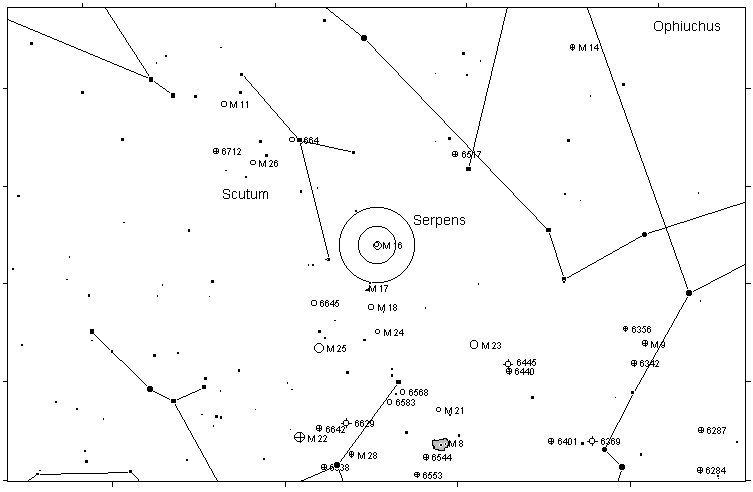 Ophiuchus
M 14
M 11
664
6712
M 26
6517
Scutum
Serpens
M 16
M 17
6645
M 18
M 24
6356
M 25
M 23
M 9
6445
6342
6440
6568
6583
M 21
6629
6642
6287
M 22
M 8
6401
6369
M 28
6544
6638
6553
6284